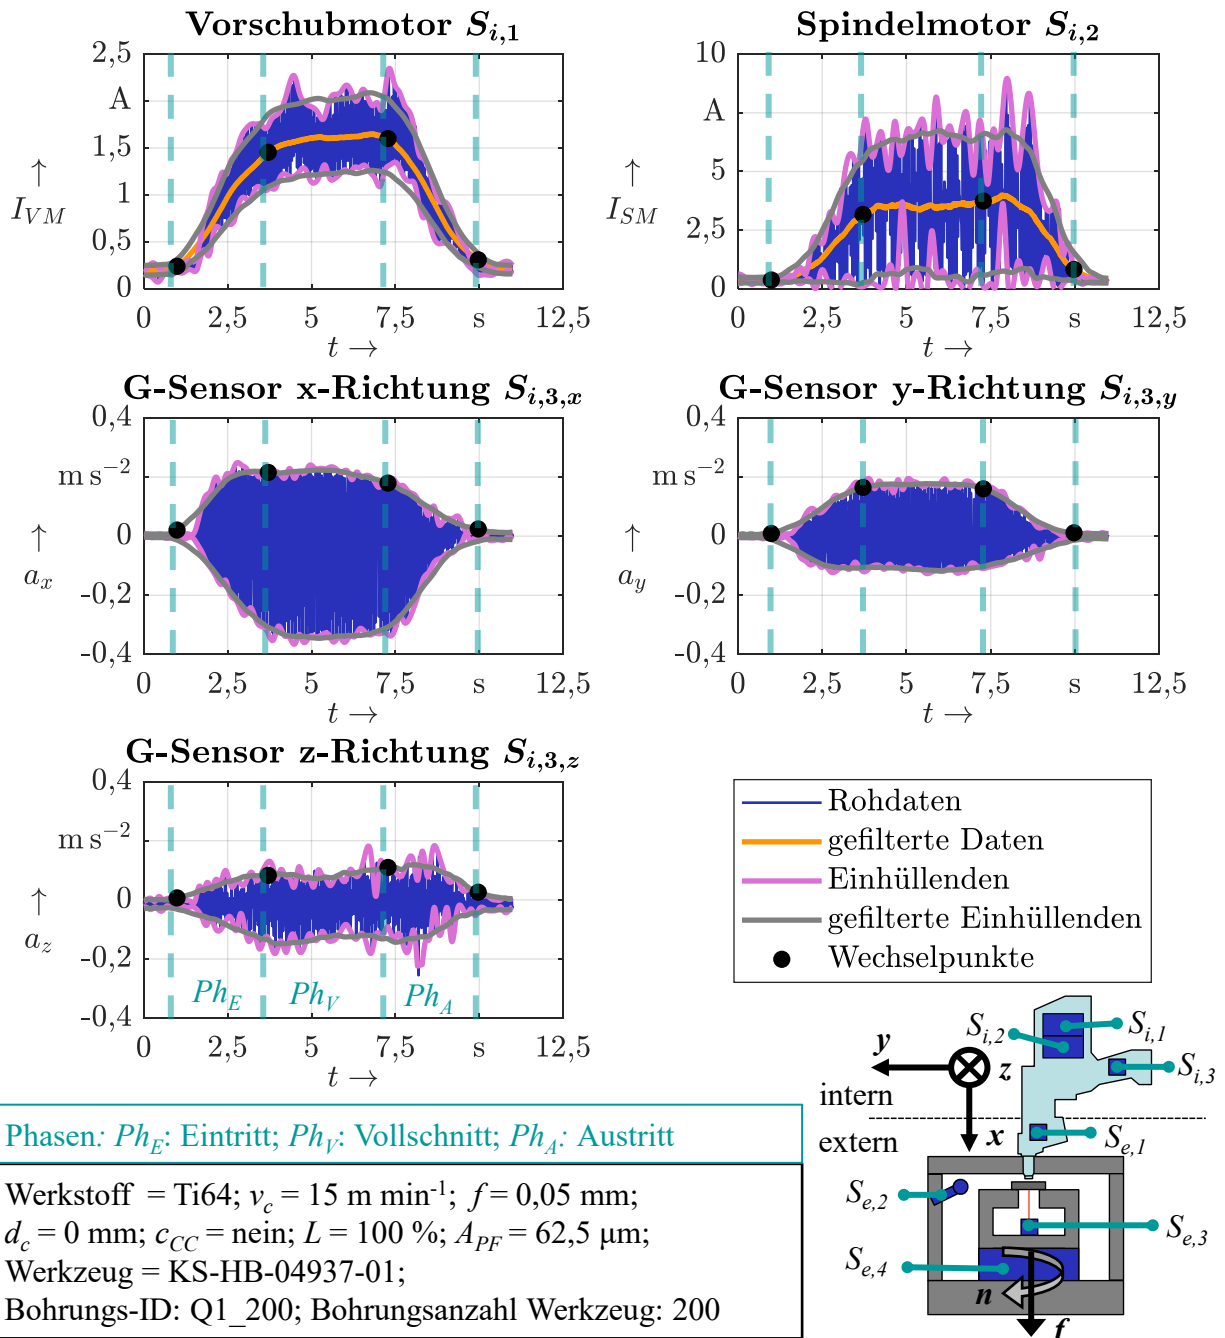 Vorschubmotor S_{i,1}
2,5
A
1,5
1
0,5
0
↑
I_{VM}
0
2,5
5
7,5
s
12,5
t →
Spindelmotor S_{i,2}
10
A
5
2,5
0
↑
I_{SM}
0
2,5
5
7,5
s
12,5
t →
G-Sensor x-Richtung S_{i,3,x}
0,4
m s⁻²
0
-0,2
-0,4
↑
a_x
0
2,5
5
7,5
s
12,5
t →
G-Sensor y-Richtung S_{i,3,y}
0,4
m s⁻²
0
-0,2
-0,4
↑
a_y
0
2,5
5
7,5
s
12,5
t →
G-Sensor z-Richtung S_{i,3,z}
0,4
m s⁻²
0
-0,2
-0,4
↑
a_z
Ph_E
Ph_V
Ph_A
0
2,5
5
7,5
s
12,5
t →
Rohdaten
gefilterte Daten
Einhüllenden
gefilterte Einhüllenden
Wechselpunkte
Phasen: Ph_E: Eintritt; Ph_V: Vollschnitt; Ph_A: Austritt
Werkstoff = Ti64; v_c = 15 m min⁻¹; f = 0,05 mm;
d_c = 0 mm; c_{CC} = nein; L = 100 %; A_{PF} = 62,5 µm;
Werkzeug = KS-HB-04937-01;
Bohrungs-ID: Q1_200; Bohrungsanzahl Werkzeug: 200
S_{i,2}
S_{i,1}
y
z
S_{i,3}
intern
extern
x
S_{e,1}
S_{e,2}
S_{e,3}
S_{e,4}
n
f